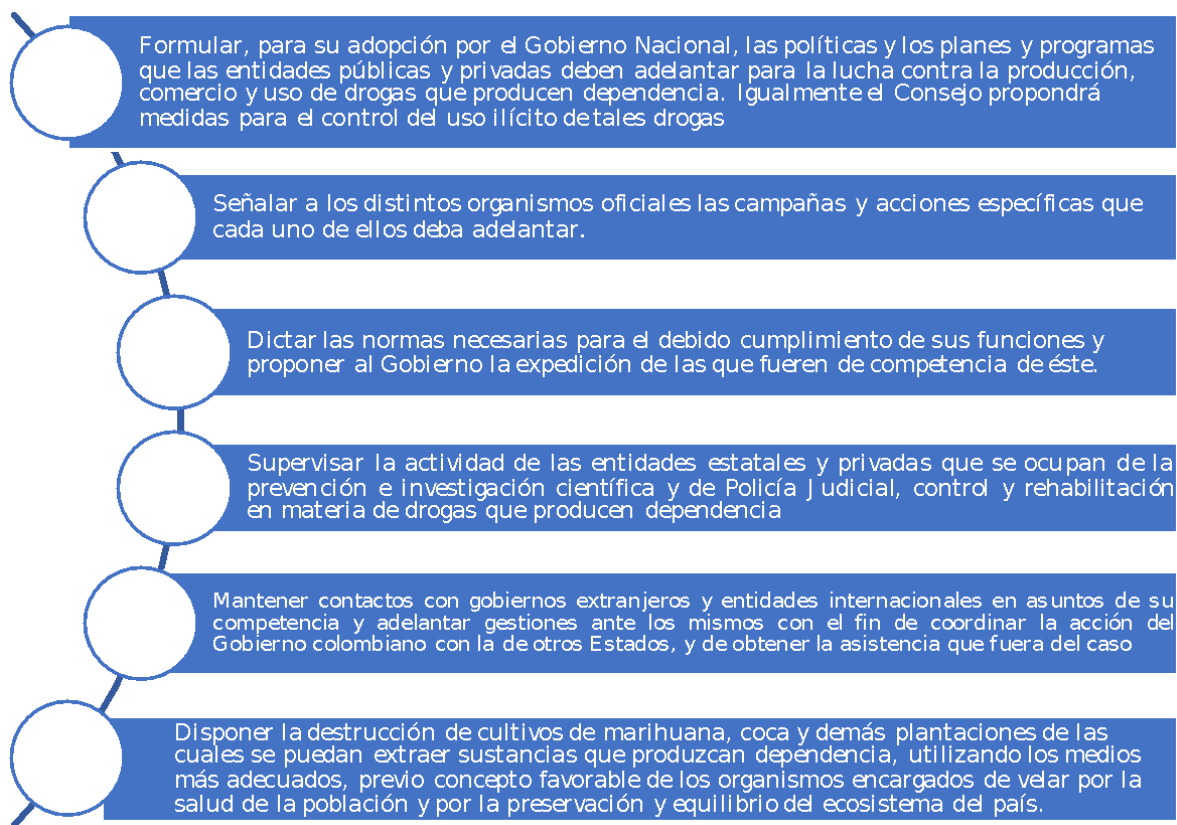 Formular, para su adopción por el Gobierno Nacional, las políticas y los planes y programas
que las entidades públicas y privadas deben adelantar para la lucha contra la producción,
comercio y uso de drogas que producen dependencia. Igualmente el Consejo propondrá
medidas para el control del uso ilícito de tales drogas
Señalar a los distintos organismos oficiales las campañas y acciones específicas que
cada uno de ellos deba adelantar.
Dictar las normas necesarias para el debido cumplimiento de sus funciones y
proponer al Gobierno la expedición de las que fueren de competencia de éste.
Supervisar la actividad de las entidades estatales y privadas que se ocupan de la
prevención e investigación científica y de Policía Judicial, control y rehabilitación
en materia de drogas que producen dependencia
Mantener contactos con gobiernos extranjeros y entidades internacionales en asuntos de su
competencia y adelantar gestiones ante los mismos con el fin de coordinar la acción del
Gobierno colombiano con la de otros Estados, y de obtener la asistencia que fuera del caso
Disponer la destrucción de cultivos de marihuana, coca y demás plantaciones de las
cuales se puedan extraer sustancias que produzcan dependencia, utilizando los medios
más adecuados, previo concepto favorable de los organismos encargados de velar por la
salud de la población y por la preservación y equilibrio del ecosistema del país.